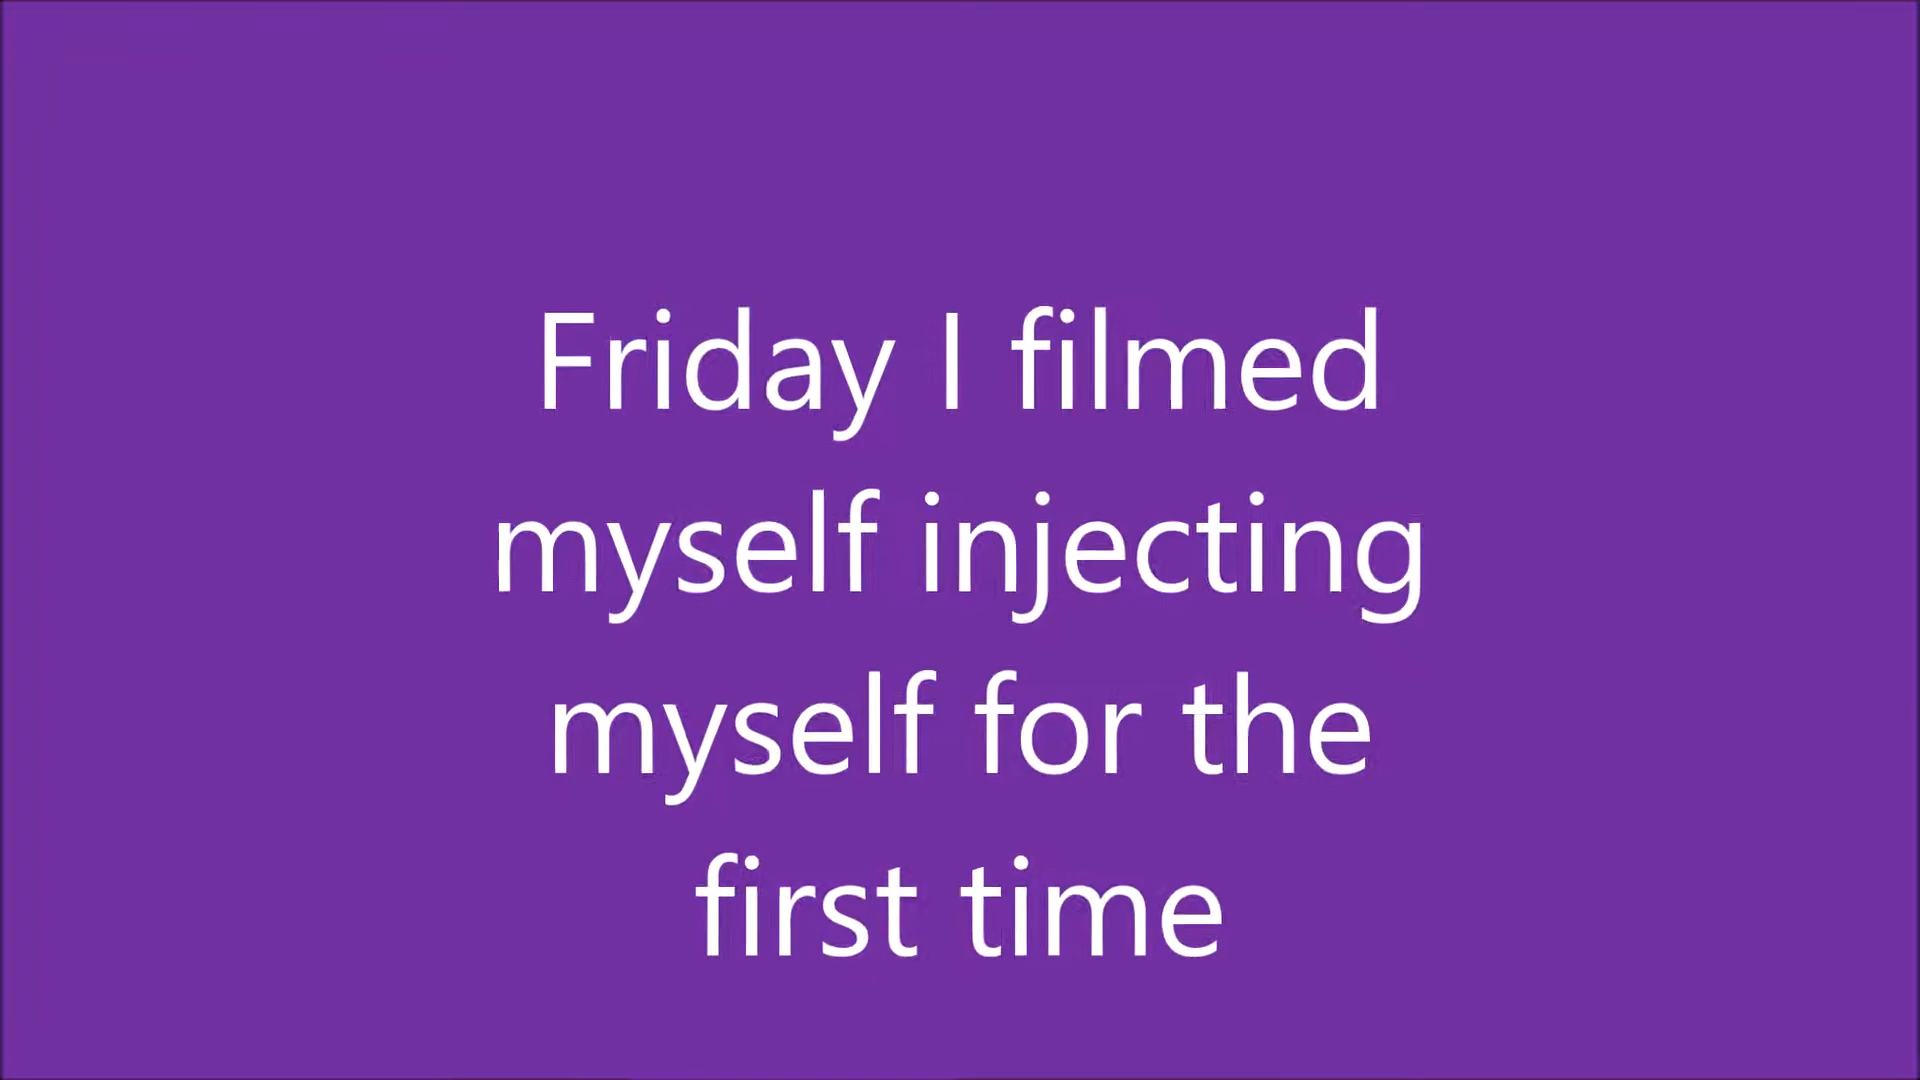 Friday I filmed
myself injecting
myself for the
first time